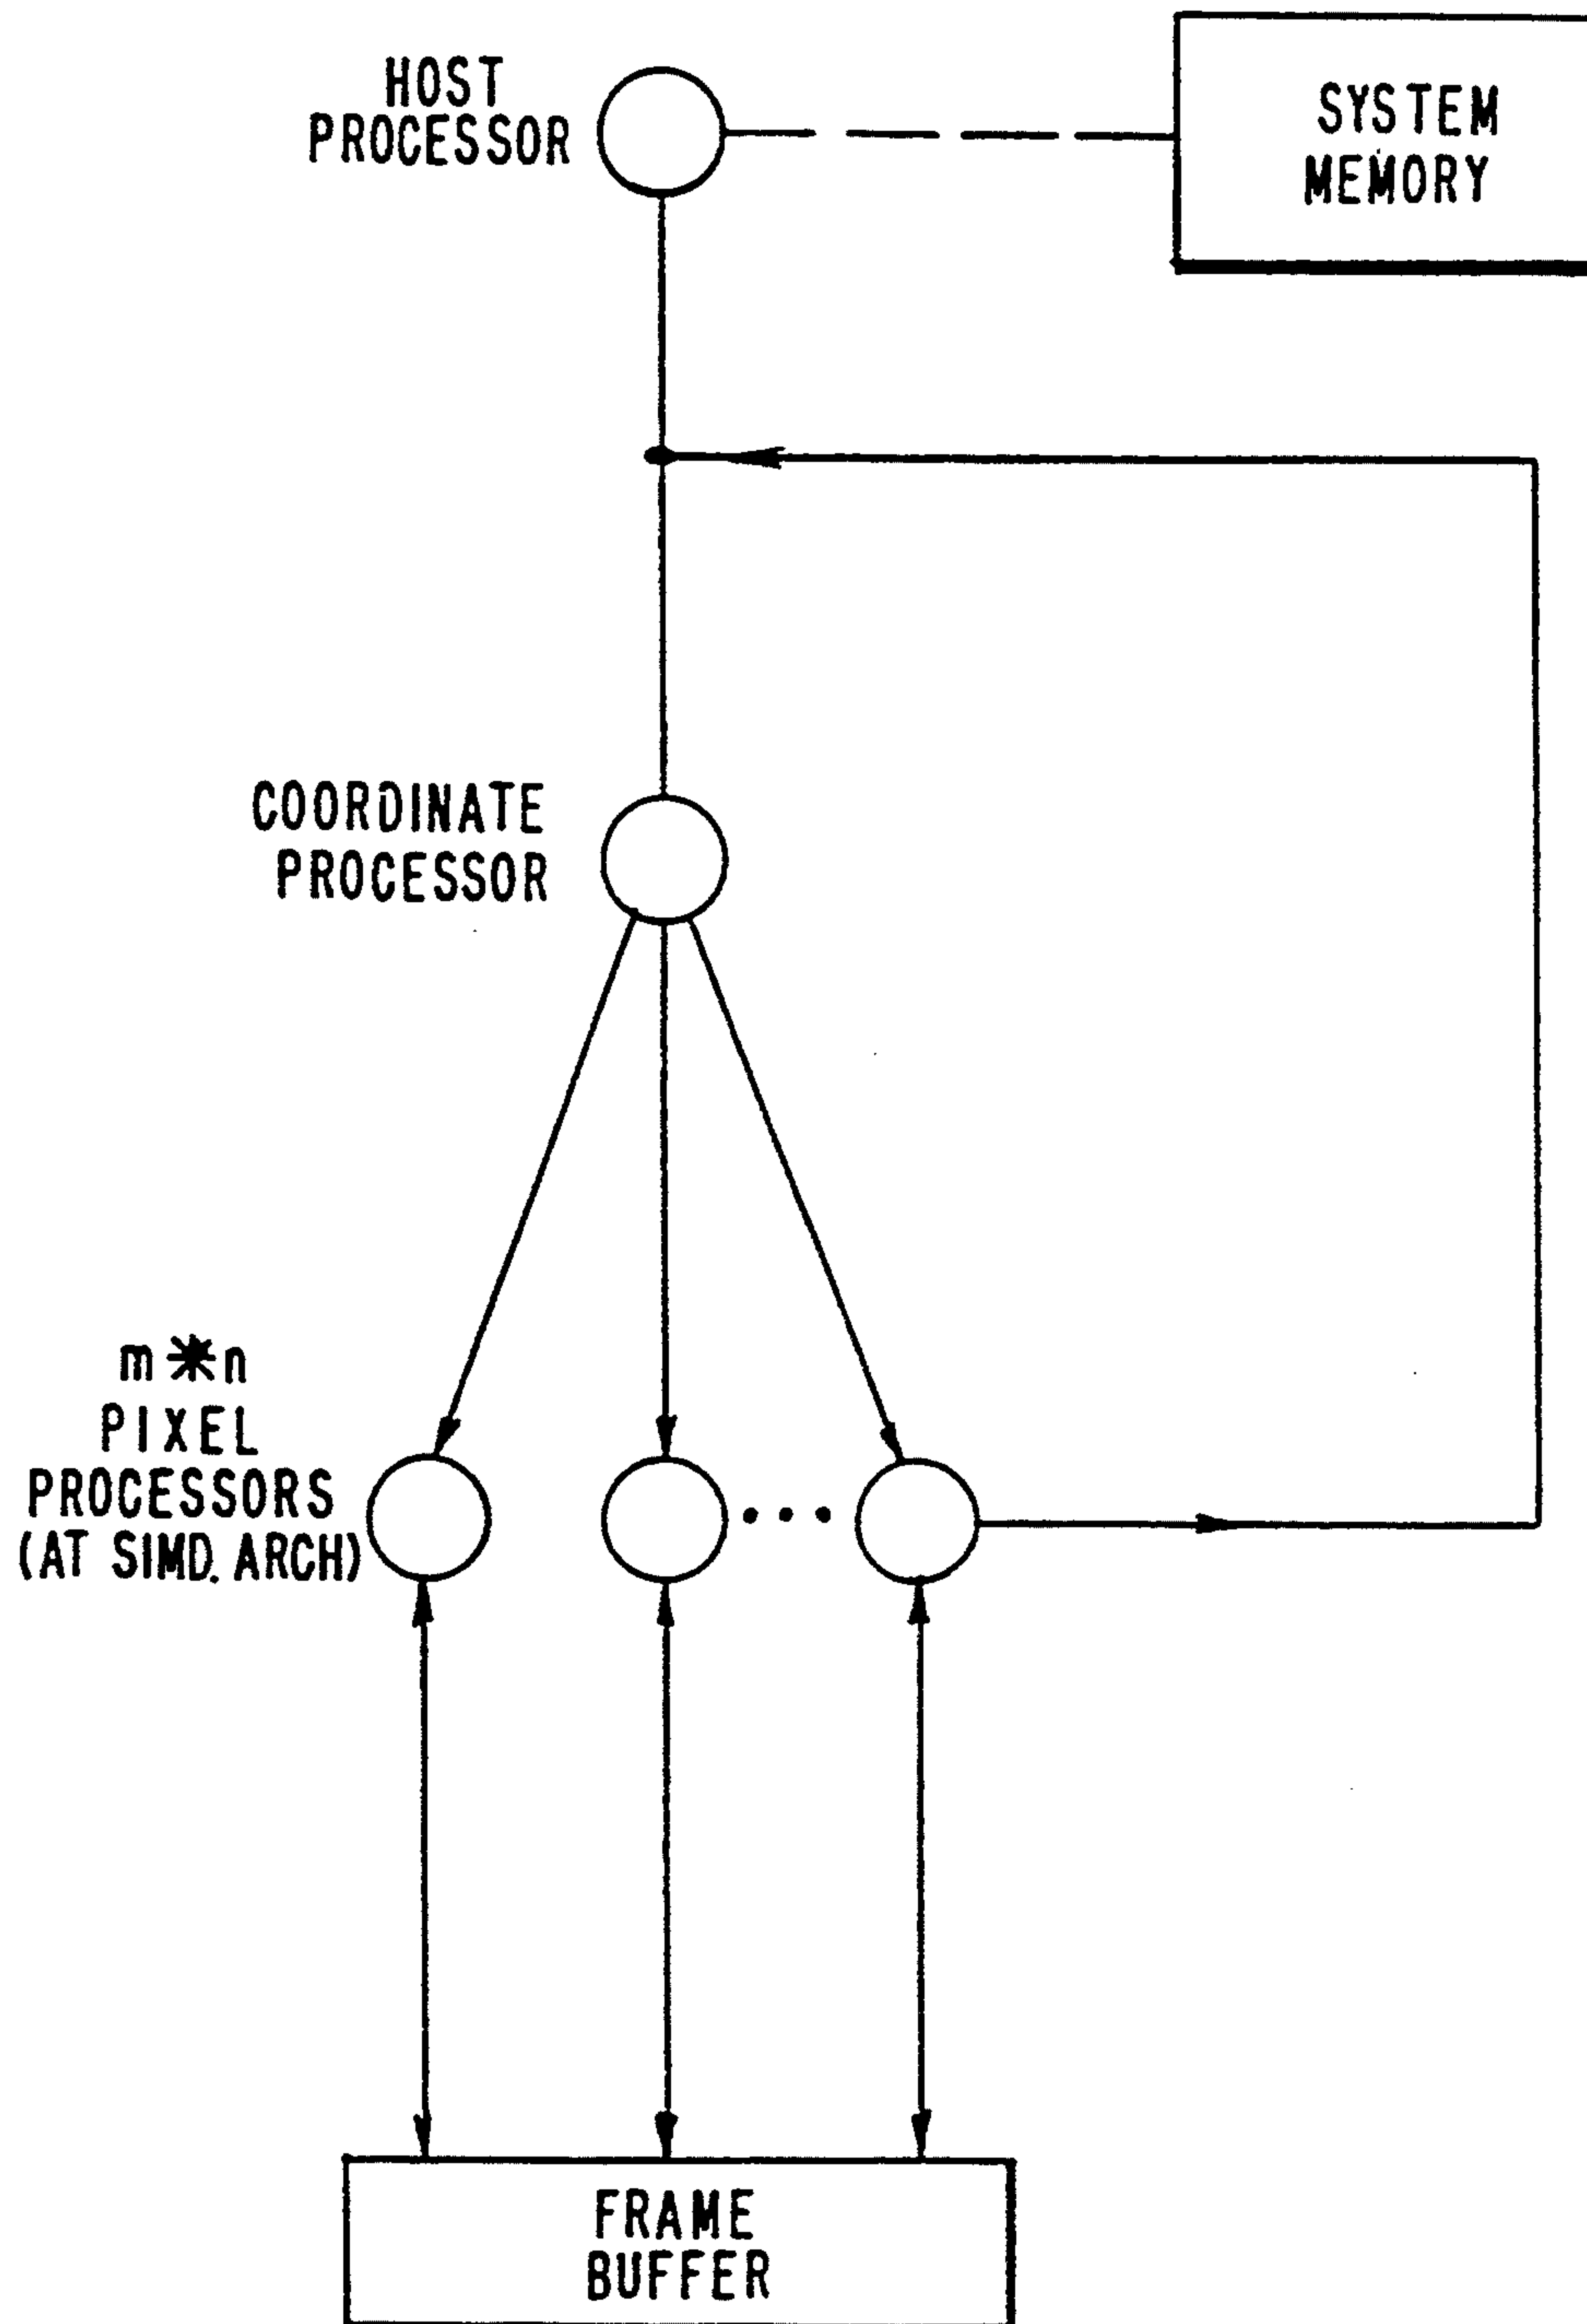 HOST
PROCESSOR
SYSTEM
MEMORY
COORDINATE
PROCESSOR
m*n
PIXEL
PROCESSORS
(AT SIMD. ARCH)
FRAME
BUFFER